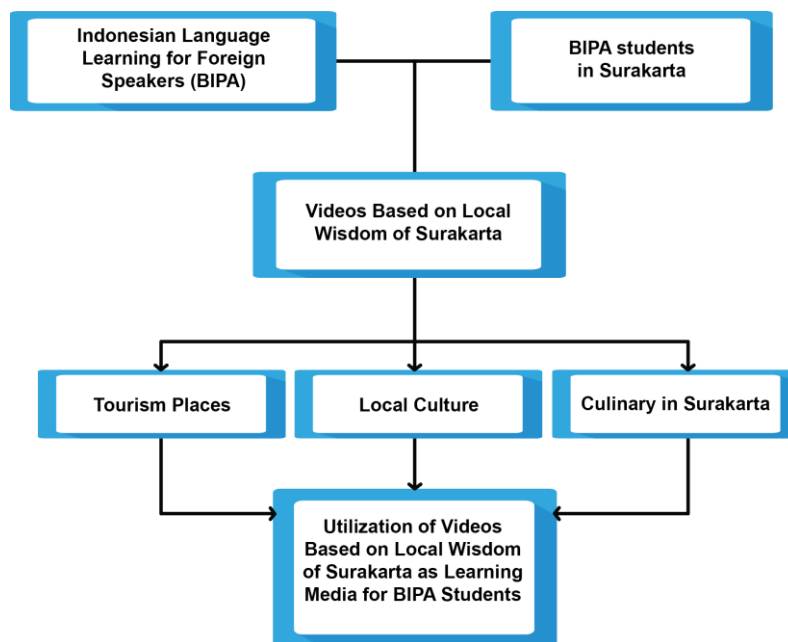 Indonesian Language
Learning for Foreign
Speakers (BIPA)
BIPA students
in Surakarta
Videos Based on Local
Wisdom of Surakarta
Tourism Places
Local Culture
Culinary in Surakarta
Utilization of Videos
Based on Local Wisdom
of Surakarta as Learning
Media for BIPA Students